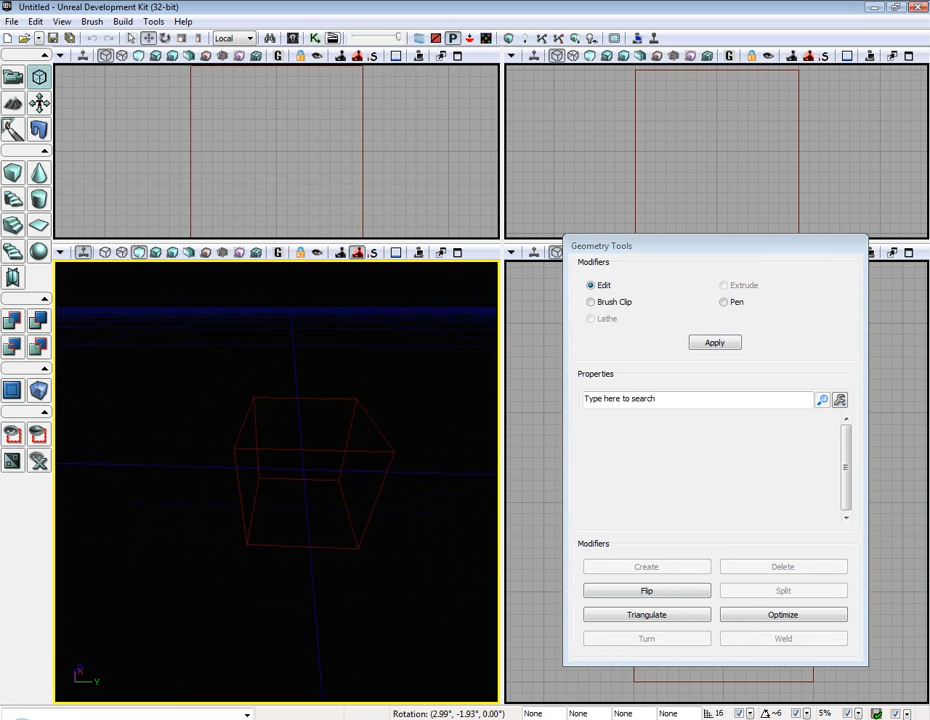 Untitled - Unreal Development Kit (32-bit)
File Edit View Brush Build Tools Help
Local
G S
G S
G S
Geometry Tools
Modifiers
Edit Extrude
Brush Clip Pen
Lathe
Apply
Properties
Type here to search
Modifiers
Create Delete
Flip Split
Triangulate Optimize
Turn Weld
Y
Rotation: (2.99°, -1.93°, 0.00°) None None None None 16 ~6 5%